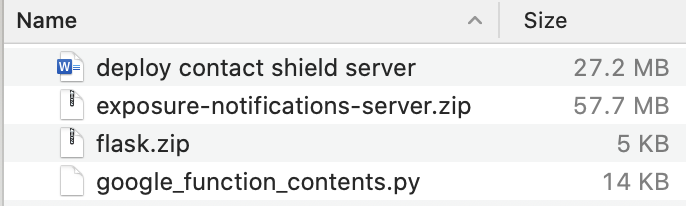 Name Size
deploy contact shield server 27.2 MB
exposure-notifications-server.zip 57.7 MB
flask.zip 5 KB
google_function_contents.py 14 KB